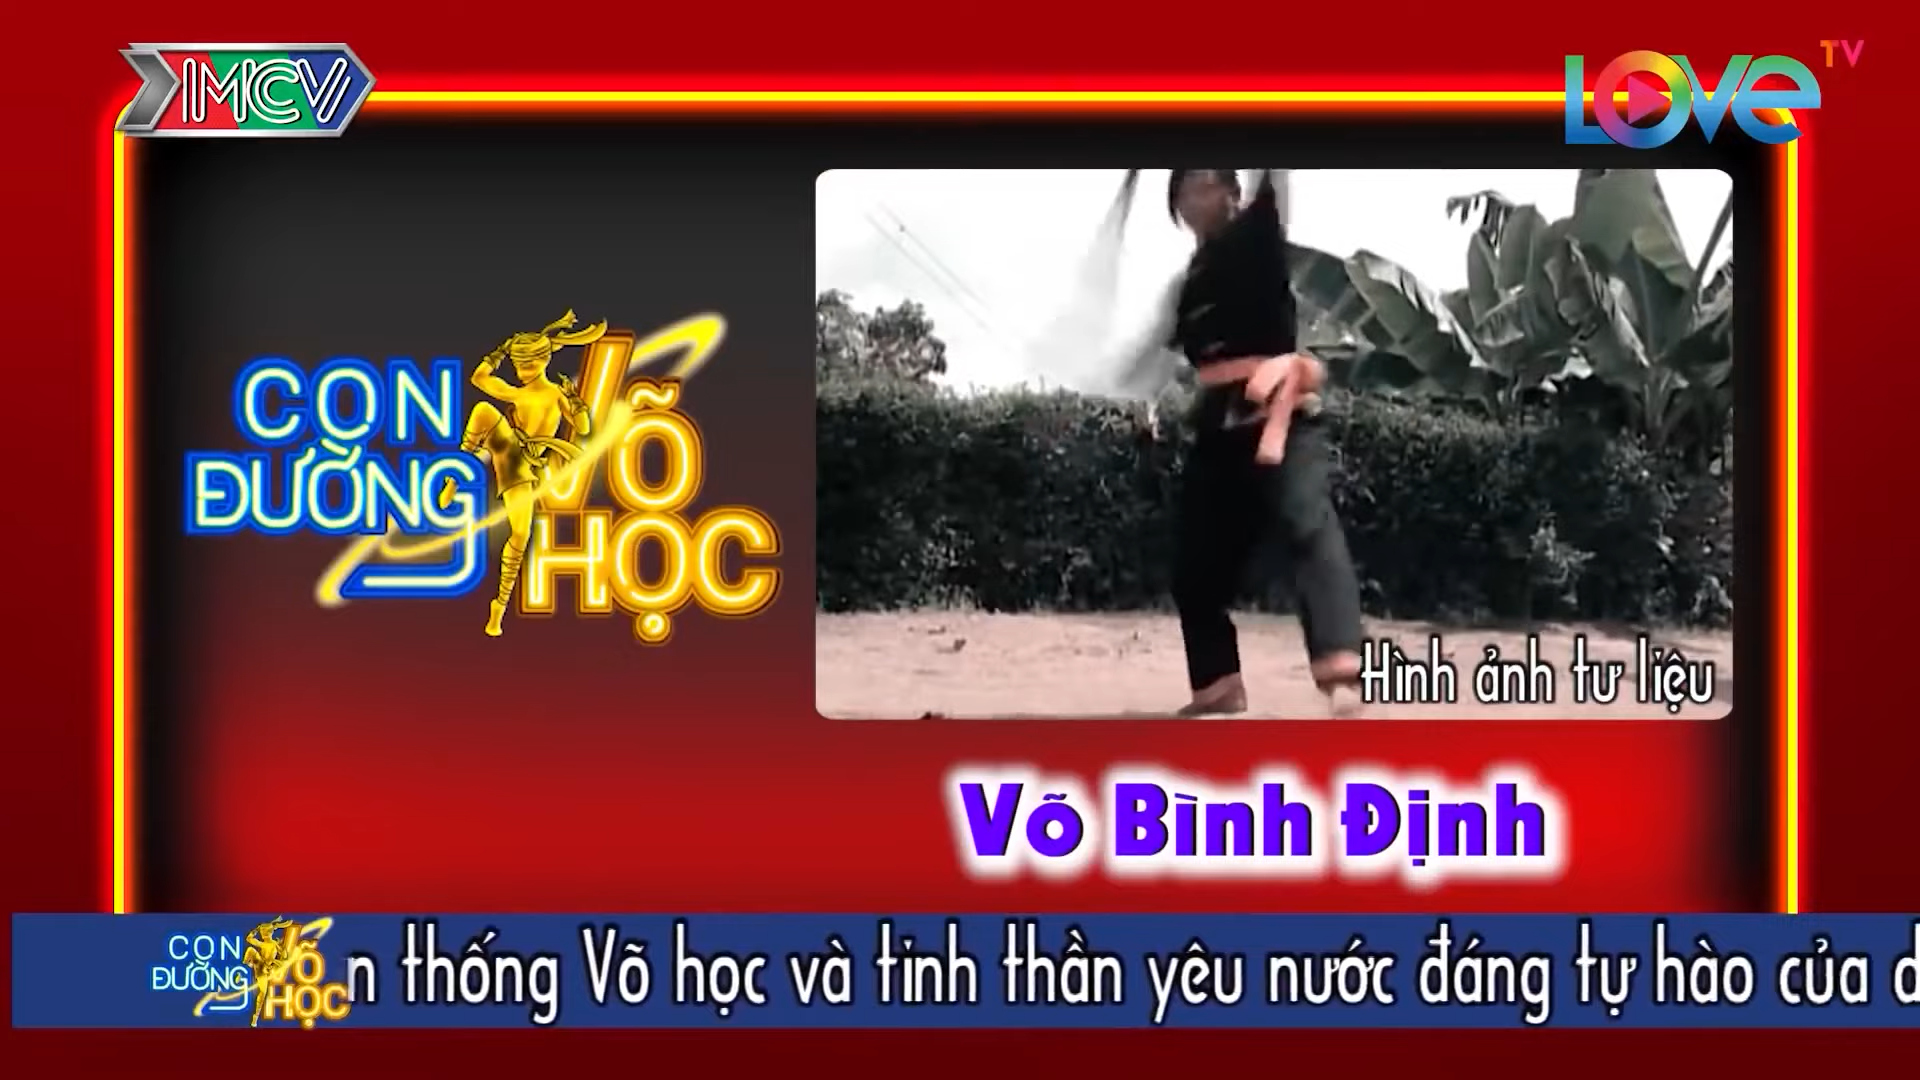 MCV
LOVE TV
CON
ĐƯỜNG
VÕ
HỌC
Hình ảnh tư liệu
Võ Bình Định
CON
ĐƯỜNG
VÕ
HỌC
n thống Võ học và tinh thần yêu nước đáng tự hào của d